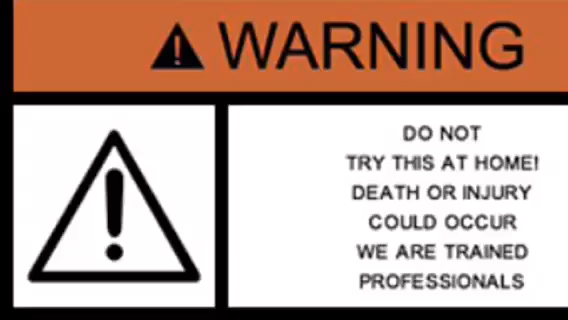 WARNING
DO NOT
TRY THIS AT HOME!
DEATH OR INJURY
COULD OCCUR
WE ARE TRAINED
PROFESSIONALS